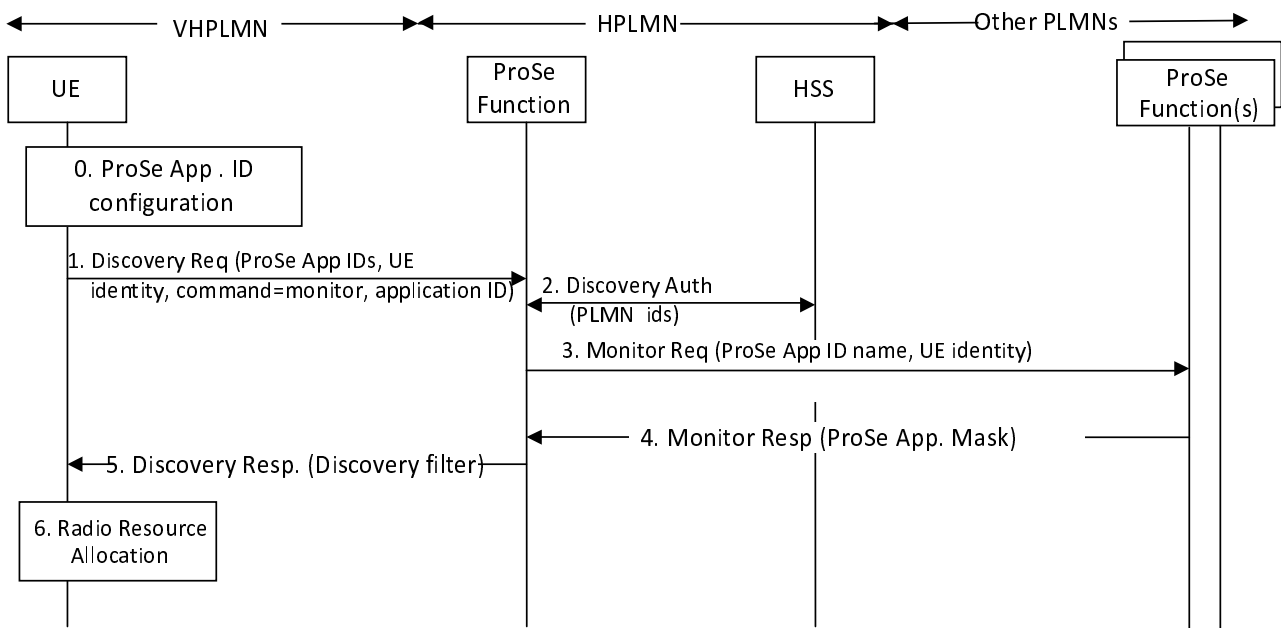 VHPLMN
HPLMN
Other PLMNs
UE
ProSe
Function
HSS
ProSe
Function(s)
0. ProSe App . ID
configuration
1. Discovery Req (ProSe App IDs, UE
identity, command=monitor, application ID)
2. Discovery Auth
(PLMN ids)
3. Monitor Req (ProSe App ID name, UE identity)
4. Monitor Resp (ProSe App. Mask)
5. Discovery Resp. (Discovery filter)
6. Radio Resource
Allocation